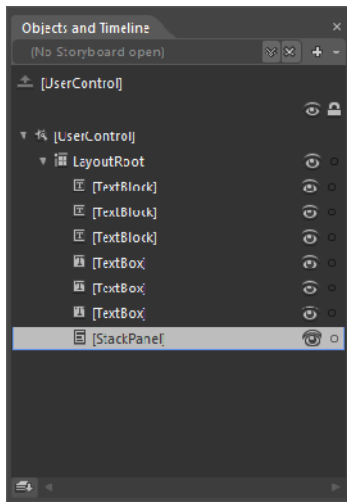 Objects and Timeline
(No Storyboard open)
[UserControl]
[UserControl]
LayoutRoot
[TextBlock]
[TextBlock]
[TextBlock]
[TextBox]
[TextBox]
[TextBox]
[StackPanel]